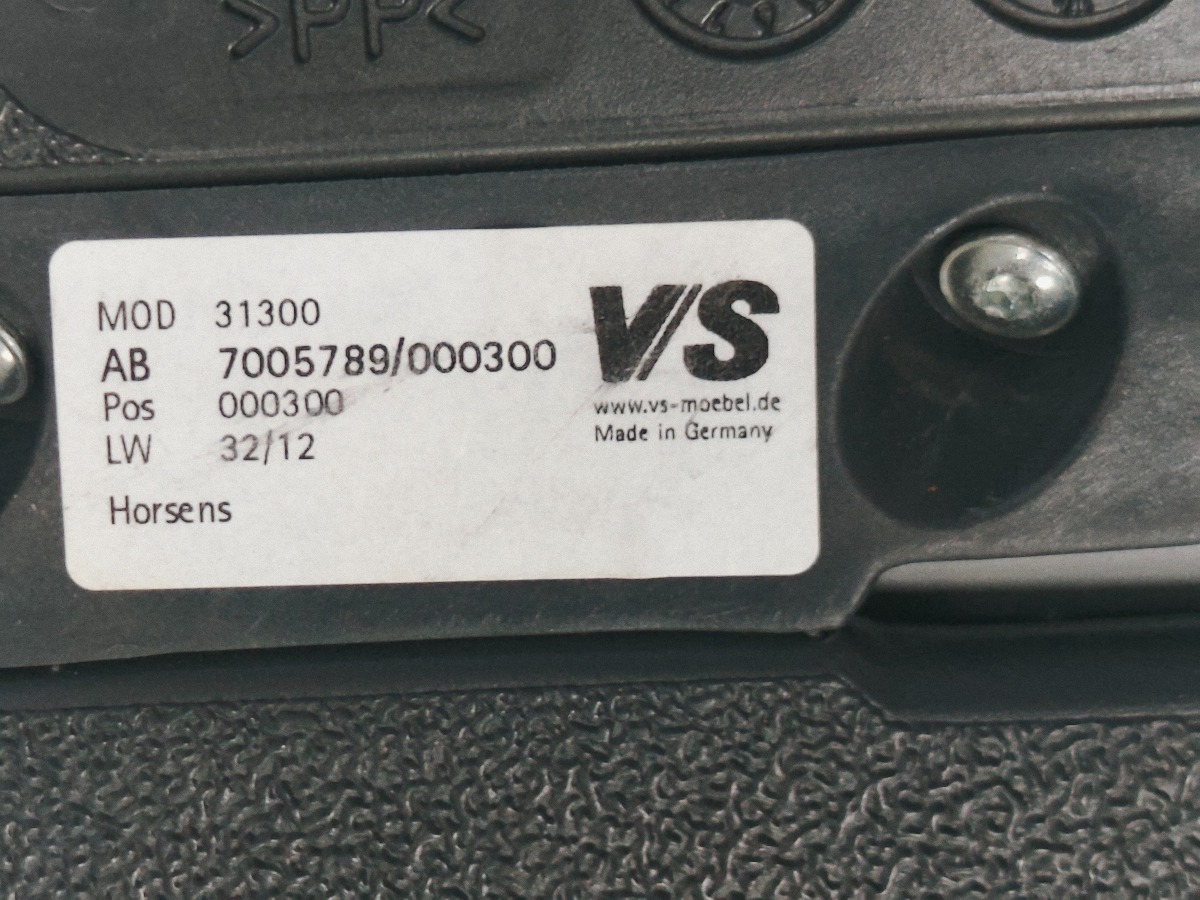 >PP<
MOD 31300
AB 7005789/000300
Pos 000300
LW 32/12
Horsens
VS
www.vs-moebel.de
Made in Germany